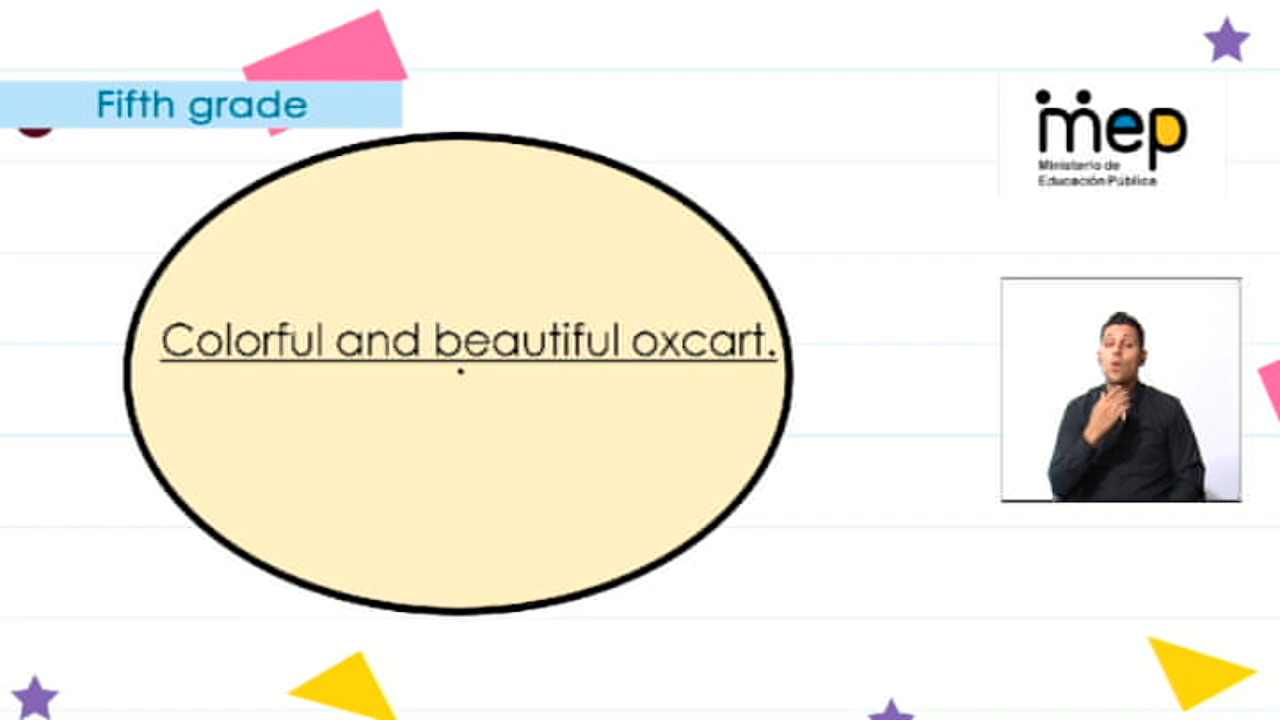 Fifth grade
mep
Ministerio de
Educación Pública
Colorful and beautiful oxcart.